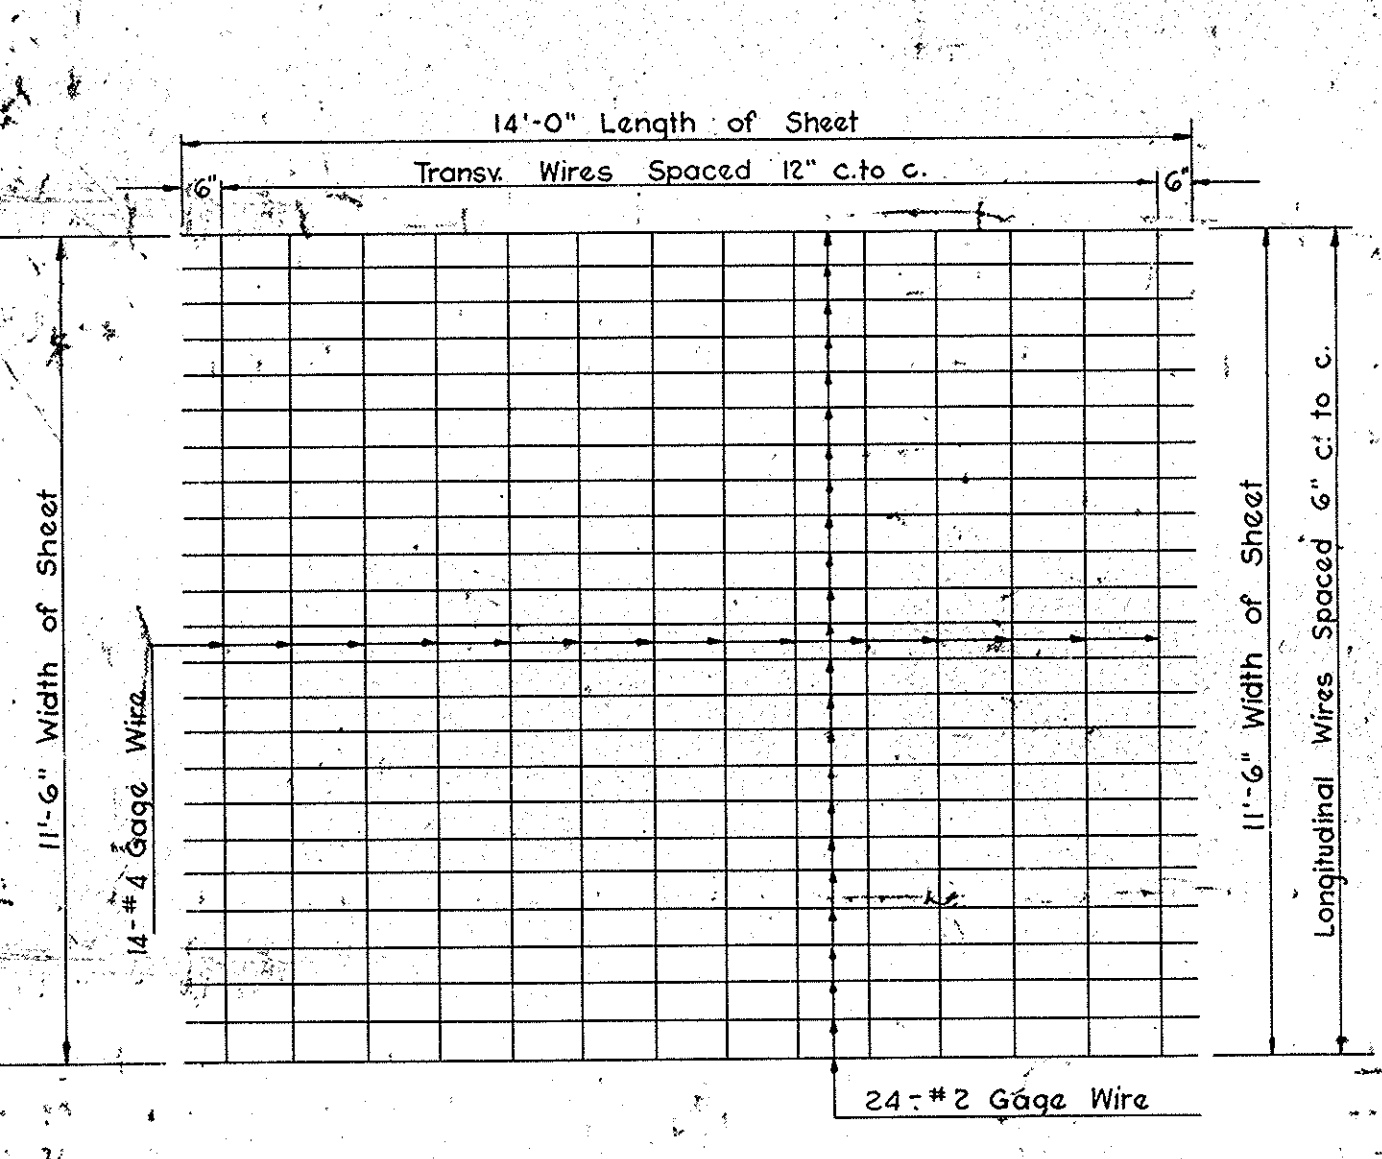 14'-0" Length of Sheet
Transv. Wires Spaced 12" c.to c.
6"
6"
11'-6" Width of Sheet
14-#4 Gage Wire
11'-6" Width of Sheet
Longitudinal Wires Spaced 6" c. to c.
24-#2 Gage Wire